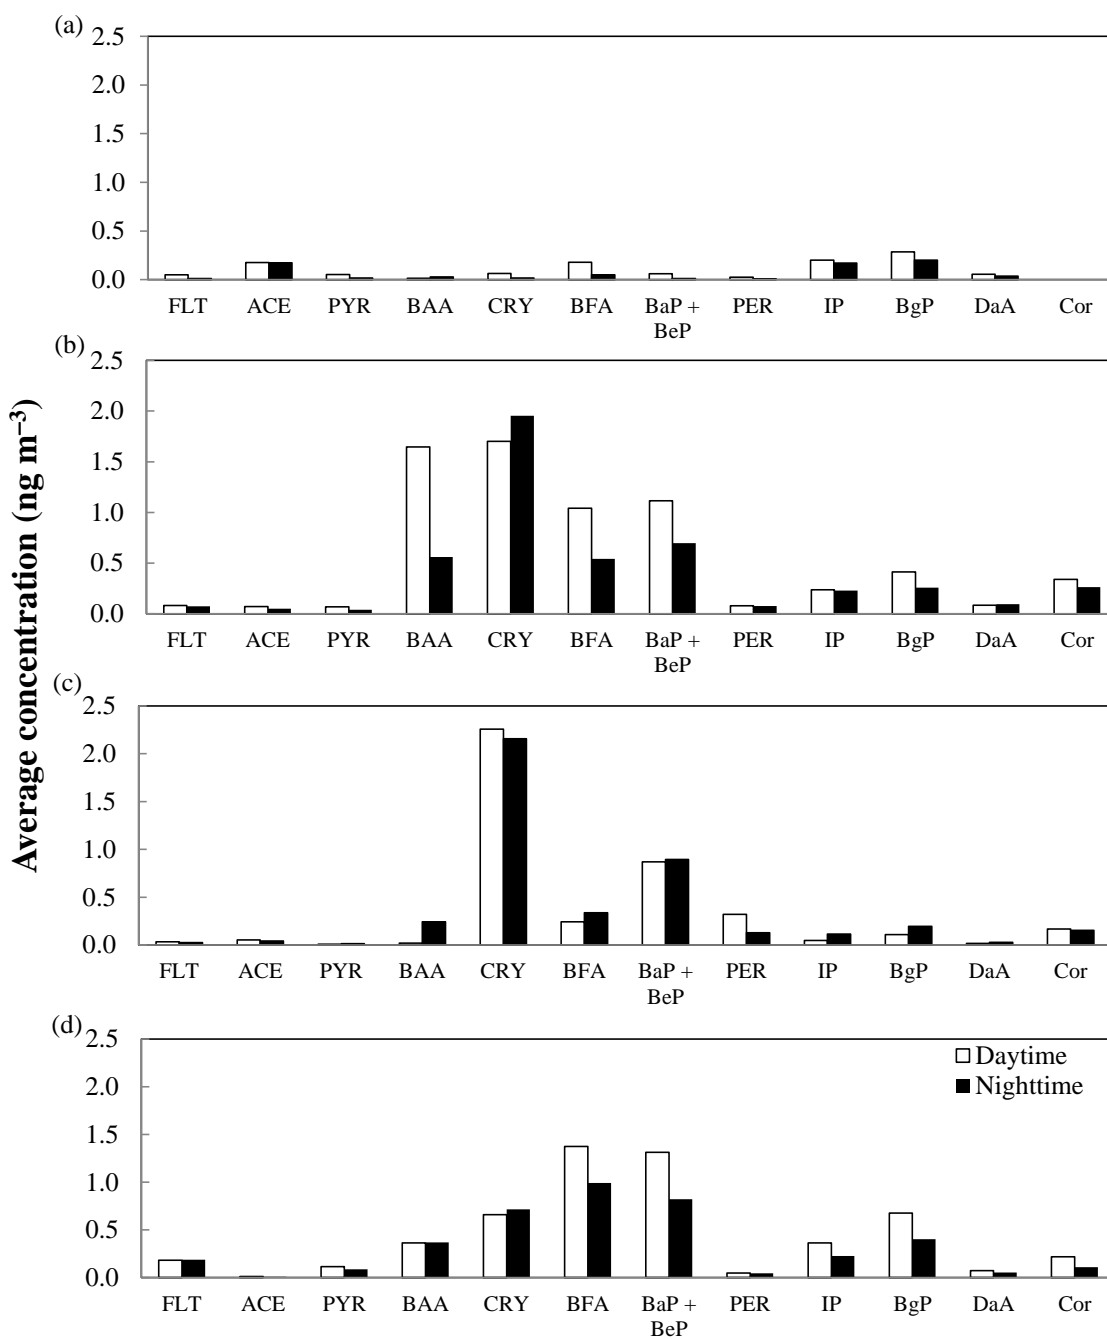 (a)
2.5
2.0
1.5
1.0
0.5
0.0
FLT ACE PYR BAA CRY BFA BaP + PER IP BgP DaA Cor
BeP
(b)
2.5
2.0
1.5
1.0
0.5
0.0
FLT ACE PYR BAA CRY BFA BaP + PER IP BgP DaA Cor
BeP
(c)
2.5
2.0
1.5
1.0
0.5
0.0
FLT ACE PYR BAA CRY BFA BaP + PER IP BgP DaA Cor
BeP
(d)
2.5
2.0
1.5
1.0
0.5
0.0
Daytime
Nighttime
FLT ACE PYR BAA CRY BFA BaP + PER IP BgP DaA Cor
BeP
Average concentration (ng m⁻³)